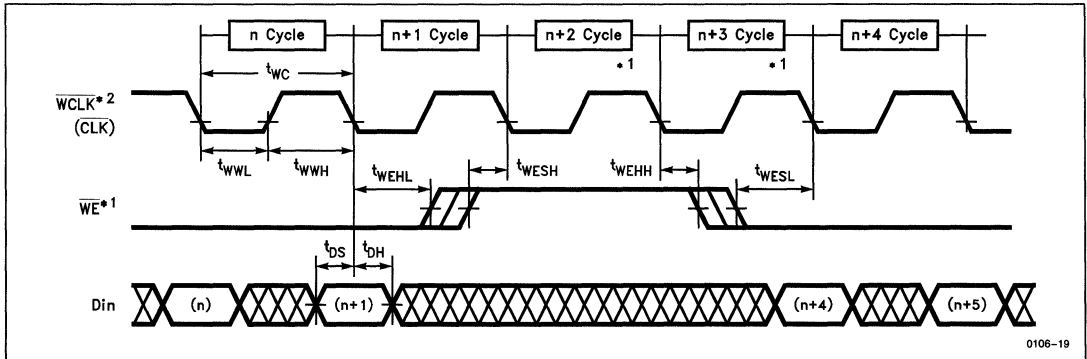 n Cycle n+1 Cycle n+2 Cycle n+3 Cycle n+4 Cycle
*1 *1
tWC
WCLK*2
(CLK)
tWWL tWWH tWEHL tWESH tWEHH tWESL
WE*1
tDS tDH
Din (n) (n+1) (n+4) (n+5)
0106-19